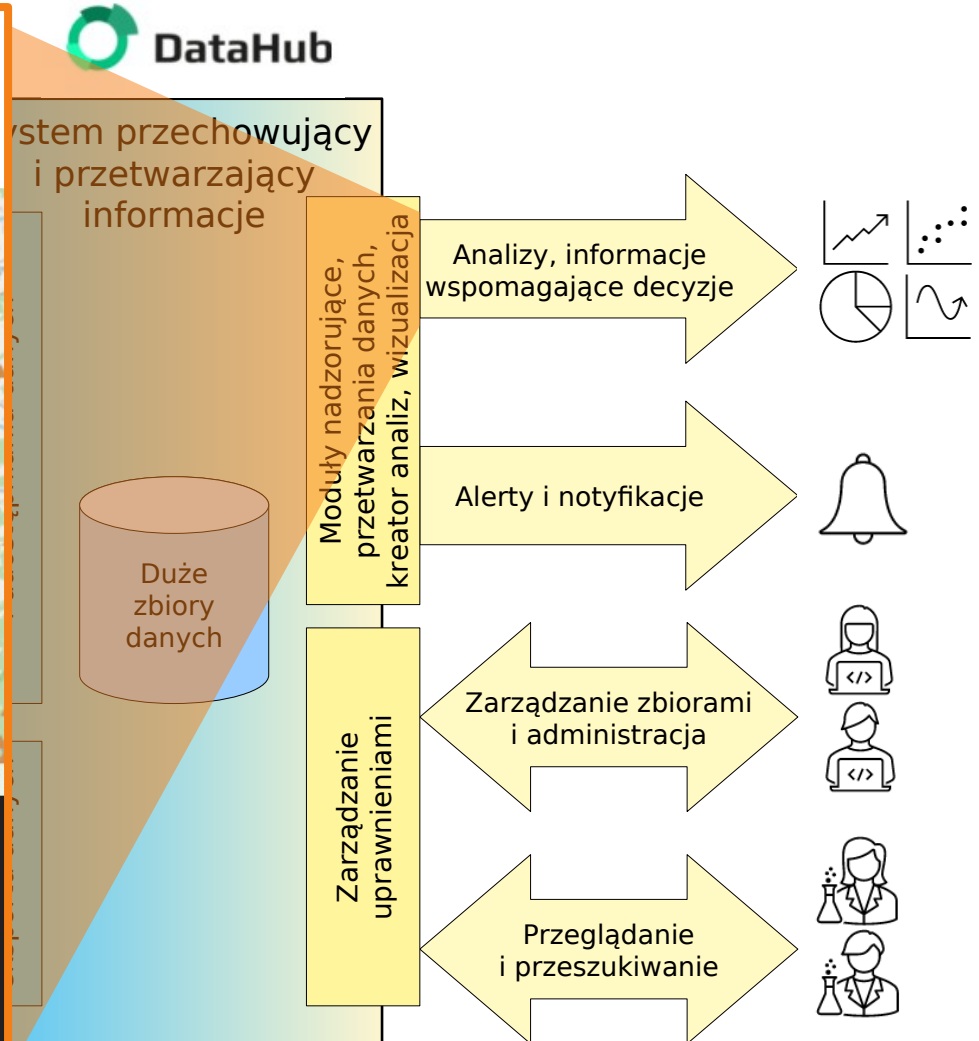 DataHub
ystem przechowujący
i przetwarzający
informacje
Moduły nadzorujące,
przetwarzania danych,
kreator analiz, wizualizacja
Analizy, informacje
wspomagające decyzje
Alerty i notyfikacje
Duże
zbiory
danych
Zarządzanie
uprawnieniami
Zarządzanie zbiorami
i administracja
</>
</>
Przeglądanie
i przeszukiwanie